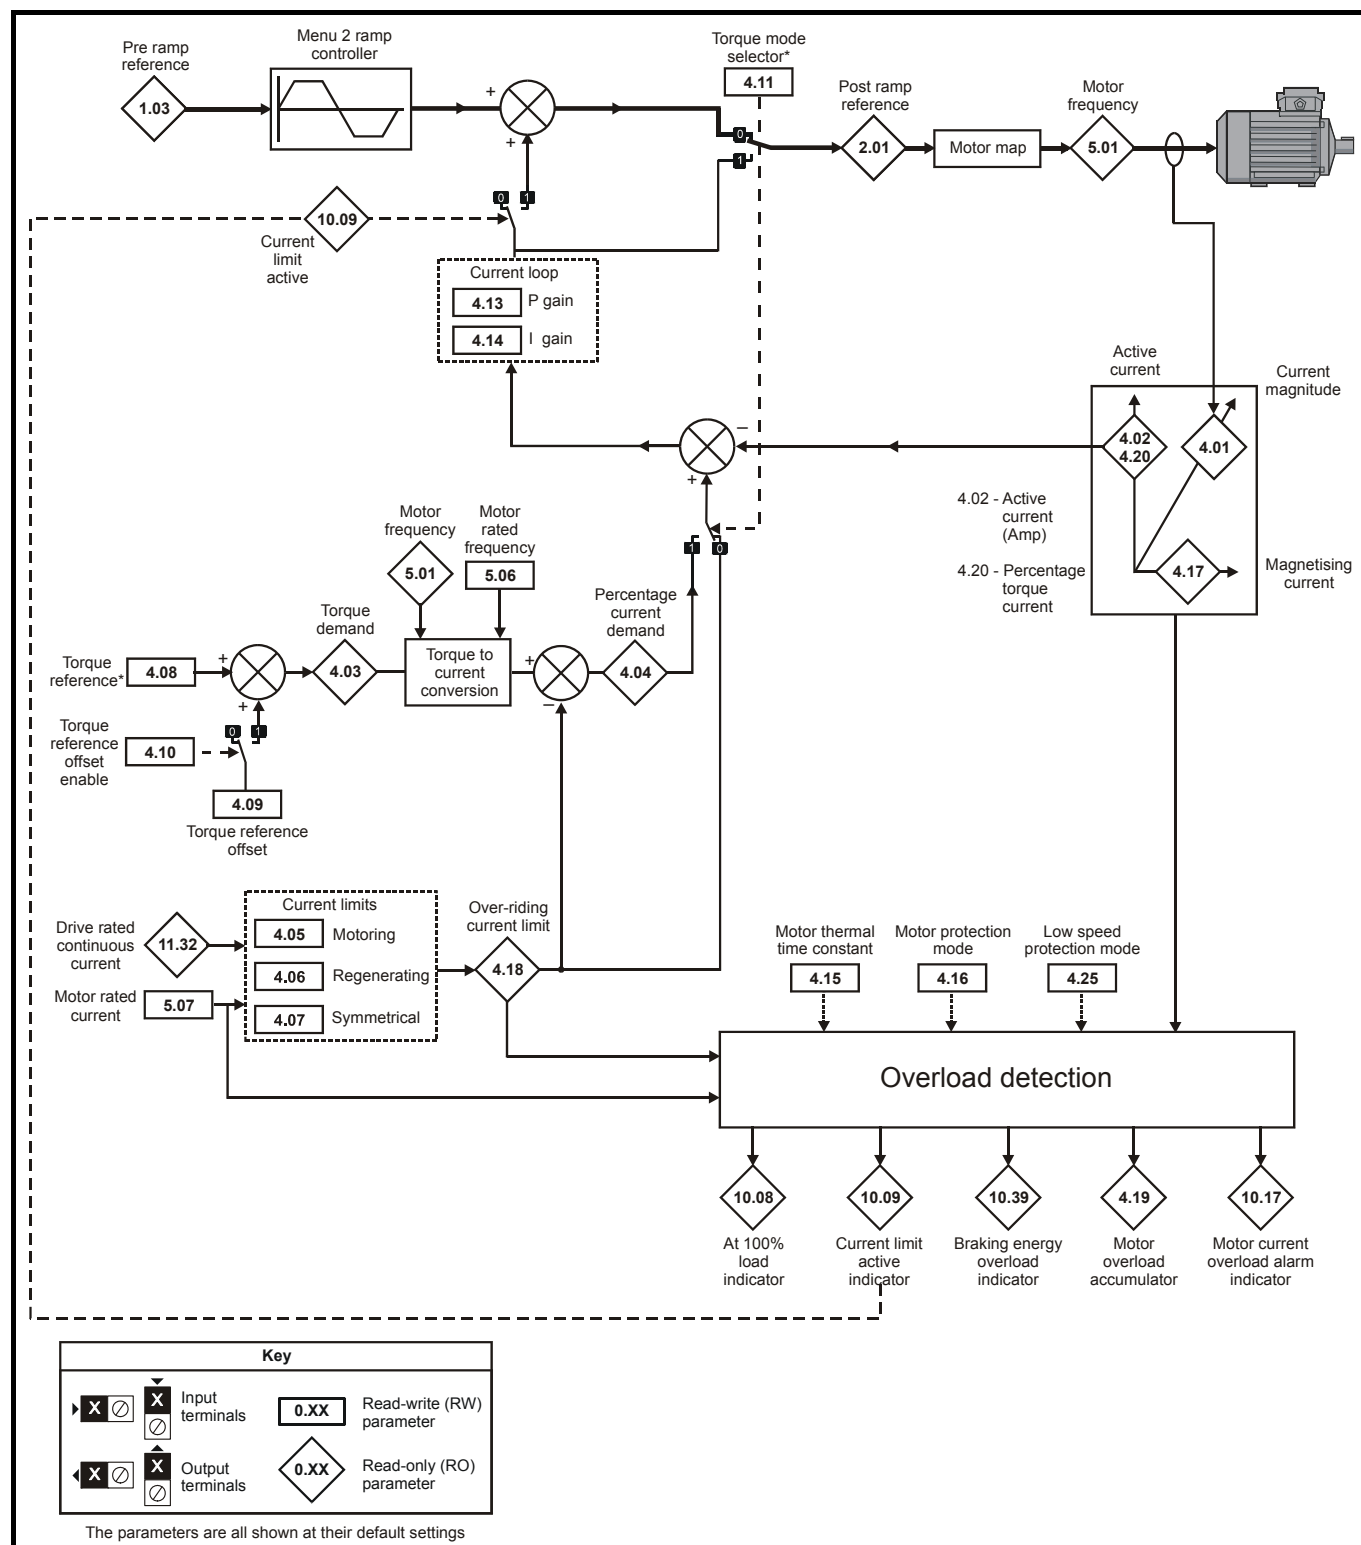 Pre ramp
reference
1.03
Menu 2 ramp
controller
+
+
Torque mode
selector*
4.11
0
1
Post ramp
reference
2.01
Motor map
Motor
frequency
5.01
10.09
Current
limit
active
0
1
Current loop
4.13
P gain
4.14
I gain
Active
current
Current
magnitude
4.02
4.20
4.01
4.17
Magnetising
current
4.02 - Active
current
(Amp)
4.20 - Percentage
torque
current
–
+
1
0
Motor
frequency
5.01
Motor
rated
frequency
5.06
Torque
demand
4.03
Torque to
current
conversion
Percentage
current
demand
4.04
+
–
Torque
reference*
4.08
+
+
0
1
Torque
reference
offset
enable
4.10
4.09
Torque reference
offset
Drive rated
continuous
current
11.32
Motor rated
current
5.07
Current limits
4.05
Motoring
4.06
Regenerating
4.07
Symmetrical
Over-riding
current limit
4.18
Motor thermal
time constant
4.15
Motor protection
mode
4.16
Low speed
protection mode
4.25
Overload detection
10.08
At 100%
load
indicator
10.09
Current limit
active
indicator
10.39
Braking energy
overload
indicator
4.19
Motor
overload
accumulator
10.17
Motor current
overload alarm
indicator
Key
X
X
Input
terminals
0.XX
Read-write (RW)
parameter
X
X
Output
terminals
0.XX
Read-only (RO)
parameter
The parameters are all shown at their default settings